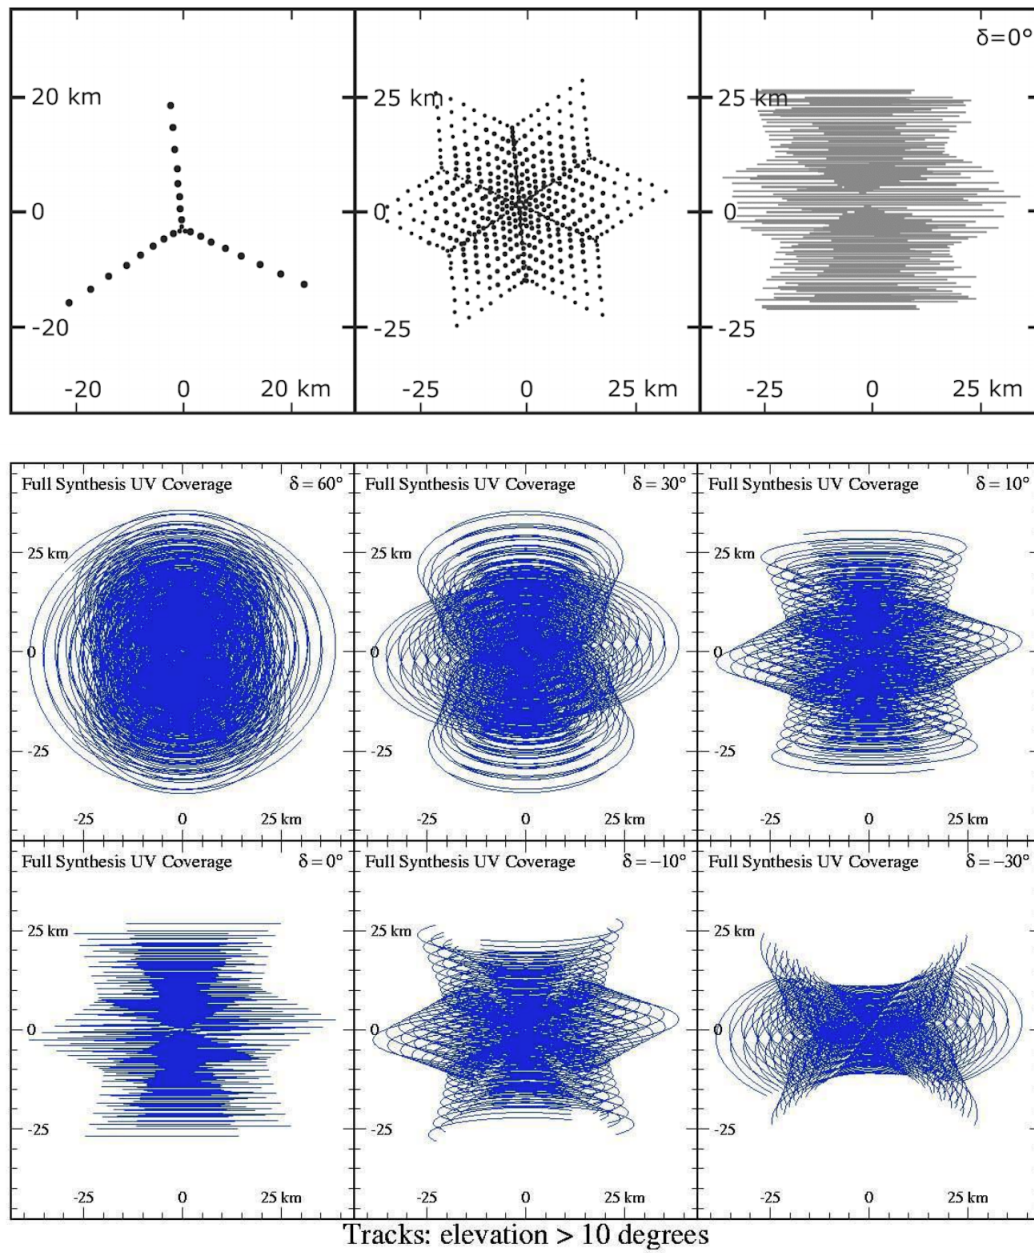 20 km
0
-20
-20 0 20 km
25 km
0
-25
-25 0 25 km
δ=0°
25 km
0
-25
-25 0 25 km
Full Synthesis UV Coverage δ = 60°
25 km
0
-25
-25 0 25 km
Full Synthesis UV Coverage δ = 30°
25 km
0
-25
-25 0 25 km
Full Synthesis UV Coverage δ = 10°
25 km
0
-25
-25 0 25 km
Full Synthesis UV Coverage δ = 0°
25 km
0
-25
-25 0 25 km
Full Synthesis UV Coverage δ = −10°
25 km
0
-25
-25 0 25 km
Full Synthesis UV Coverage δ = −30°
25 km
0
-25
-25 0 25 km
Tracks: elevation > 10 degrees